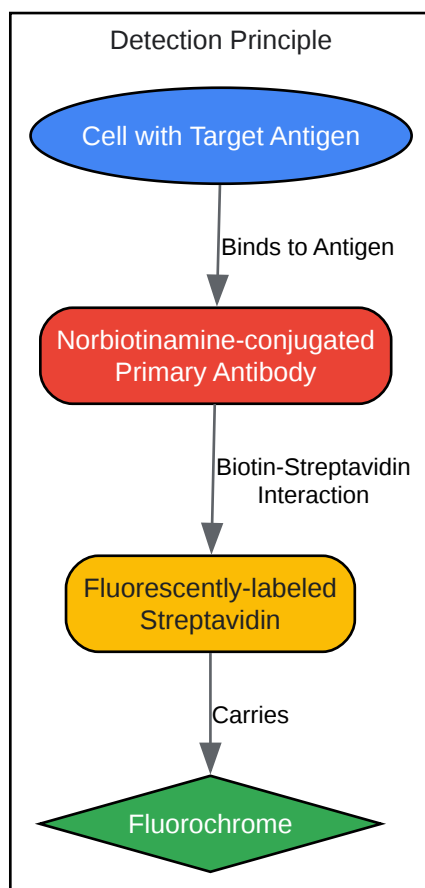 Detection Principle
Cell with Target Antigen
Binds to Antigen
Norbiotinamine-conjugated
Primary Antibody
Biotin-Streptavidin
Interaction
Fluorescently-labeled
Streptavidin
Carries
Fluorochrome